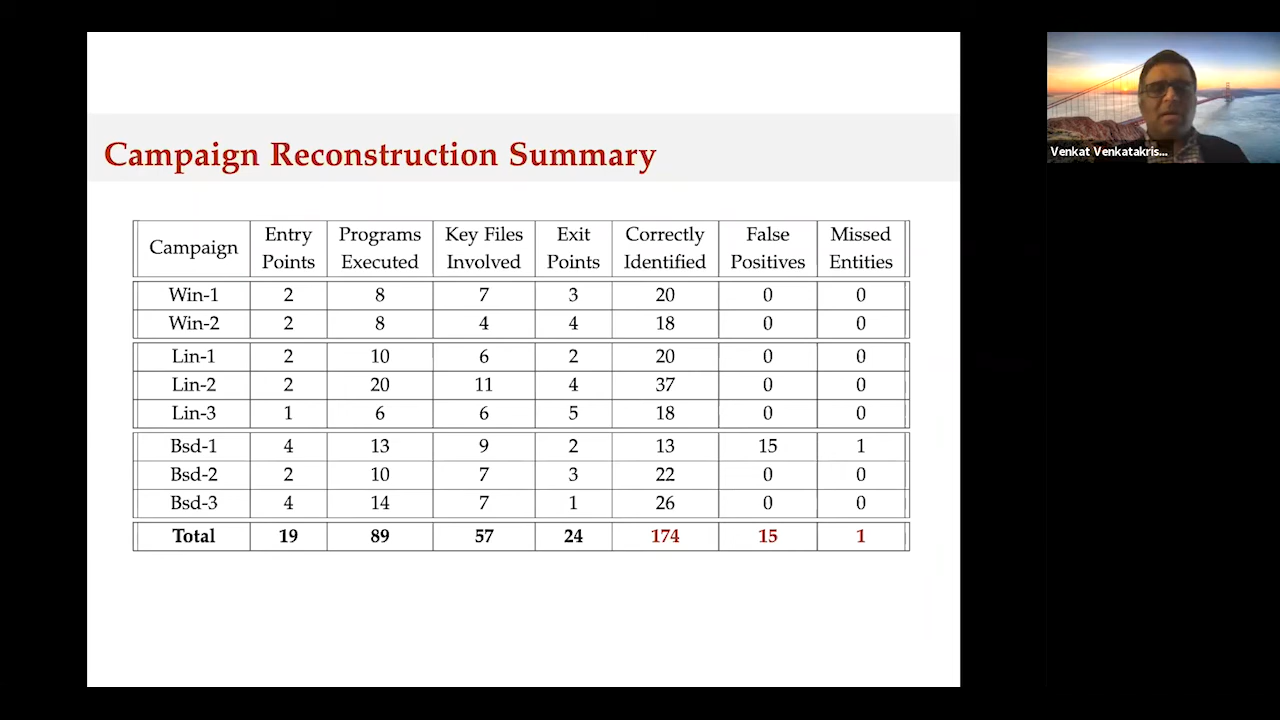 Campaign Reconstruction Summary
Campaign Entry Points Programs Executed Key Files Involved Exit Points Correctly Identified False Positives Missed Entities
Win-1 2 8 7 3 20 0 0
Win-2 2 8 4 4 18 0 0
Lin-1 2 10 6 2 20 0 0
Lin-2 2 20 11 4 37 0 0
Lin-3 1 6 6 5 18 0 0
Bsd-1 4 13 9 2 13 15 1
Bsd-2 2 10 7 3 22 0 0
Bsd-3 4 14 7 1 26 0 0
Total 19 89 57 24 174 15 1
Venkat Venkatakris...